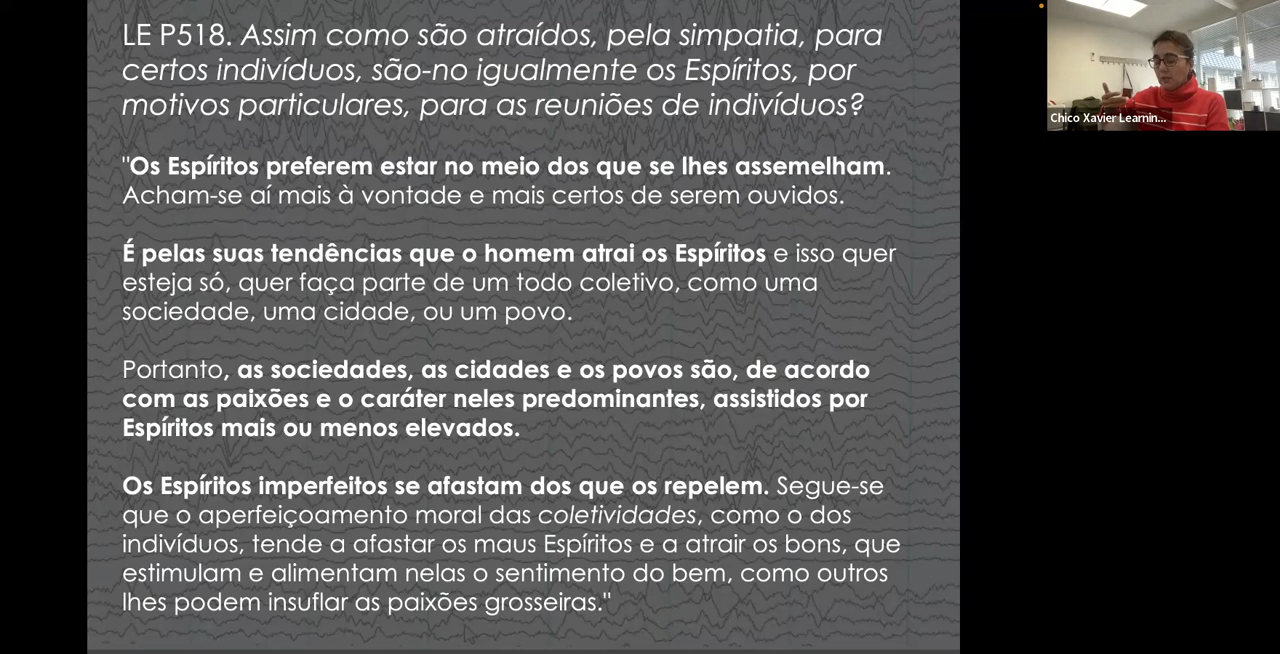 LE P518. Assim como são atraídos, pela simpatia, para
certos indivíduos, são-no igualmente os Espíritos, por
motivos particulares, para as reuniões de indivíduos?
"Os Espíritos preferem estar no meio dos que se lhes assemelham.
Acham-se aí mais à vontade e mais certos de serem ouvidos.
É pelas suas tendências que o homem atrai os Espíritos e isso quer
esteja só, quer faça parte de um todo coletivo, como uma
sociedade, uma cidade, ou um povo.
Portanto, as sociedades, as cidades e os povos são, de acordo
com as paixões e o caráter neles predominantes, assistidos por
Espíritos mais ou menos elevados.
Os Espíritos imperfeitos se afastam dos que os repelem. Segue-se
que o aperfeiçoamento moral das coletividades, como o dos
indivíduos, tende a afastar os maus Espíritos e a atrair os bons, que
estimulam e alimentam nelas o sentimento do bem, como outros
lhes podem insuflar as paixões grosseiras."
Chico Xavier Learnin...